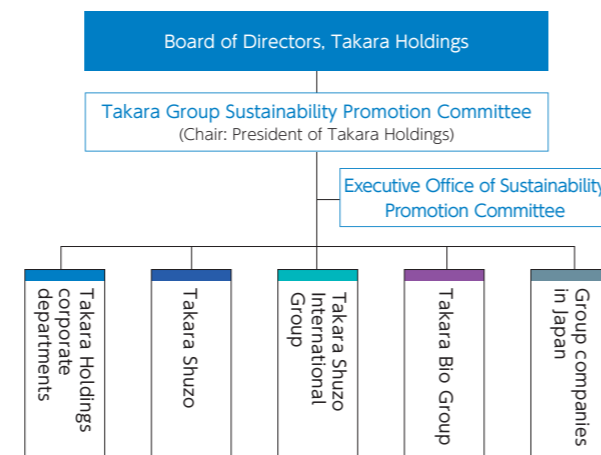 Board of Directors, Takara Holdings
Takara Group Sustainability Promotion Committee
(Chair: President of Takara Holdings)
Executive Office of Sustainability
Promotion Committee
Takara Holdings
corporate
departments
Takara Shuzo
Takara Shuzo
International
Group
Takara Bio Group
Group companies
in Japan